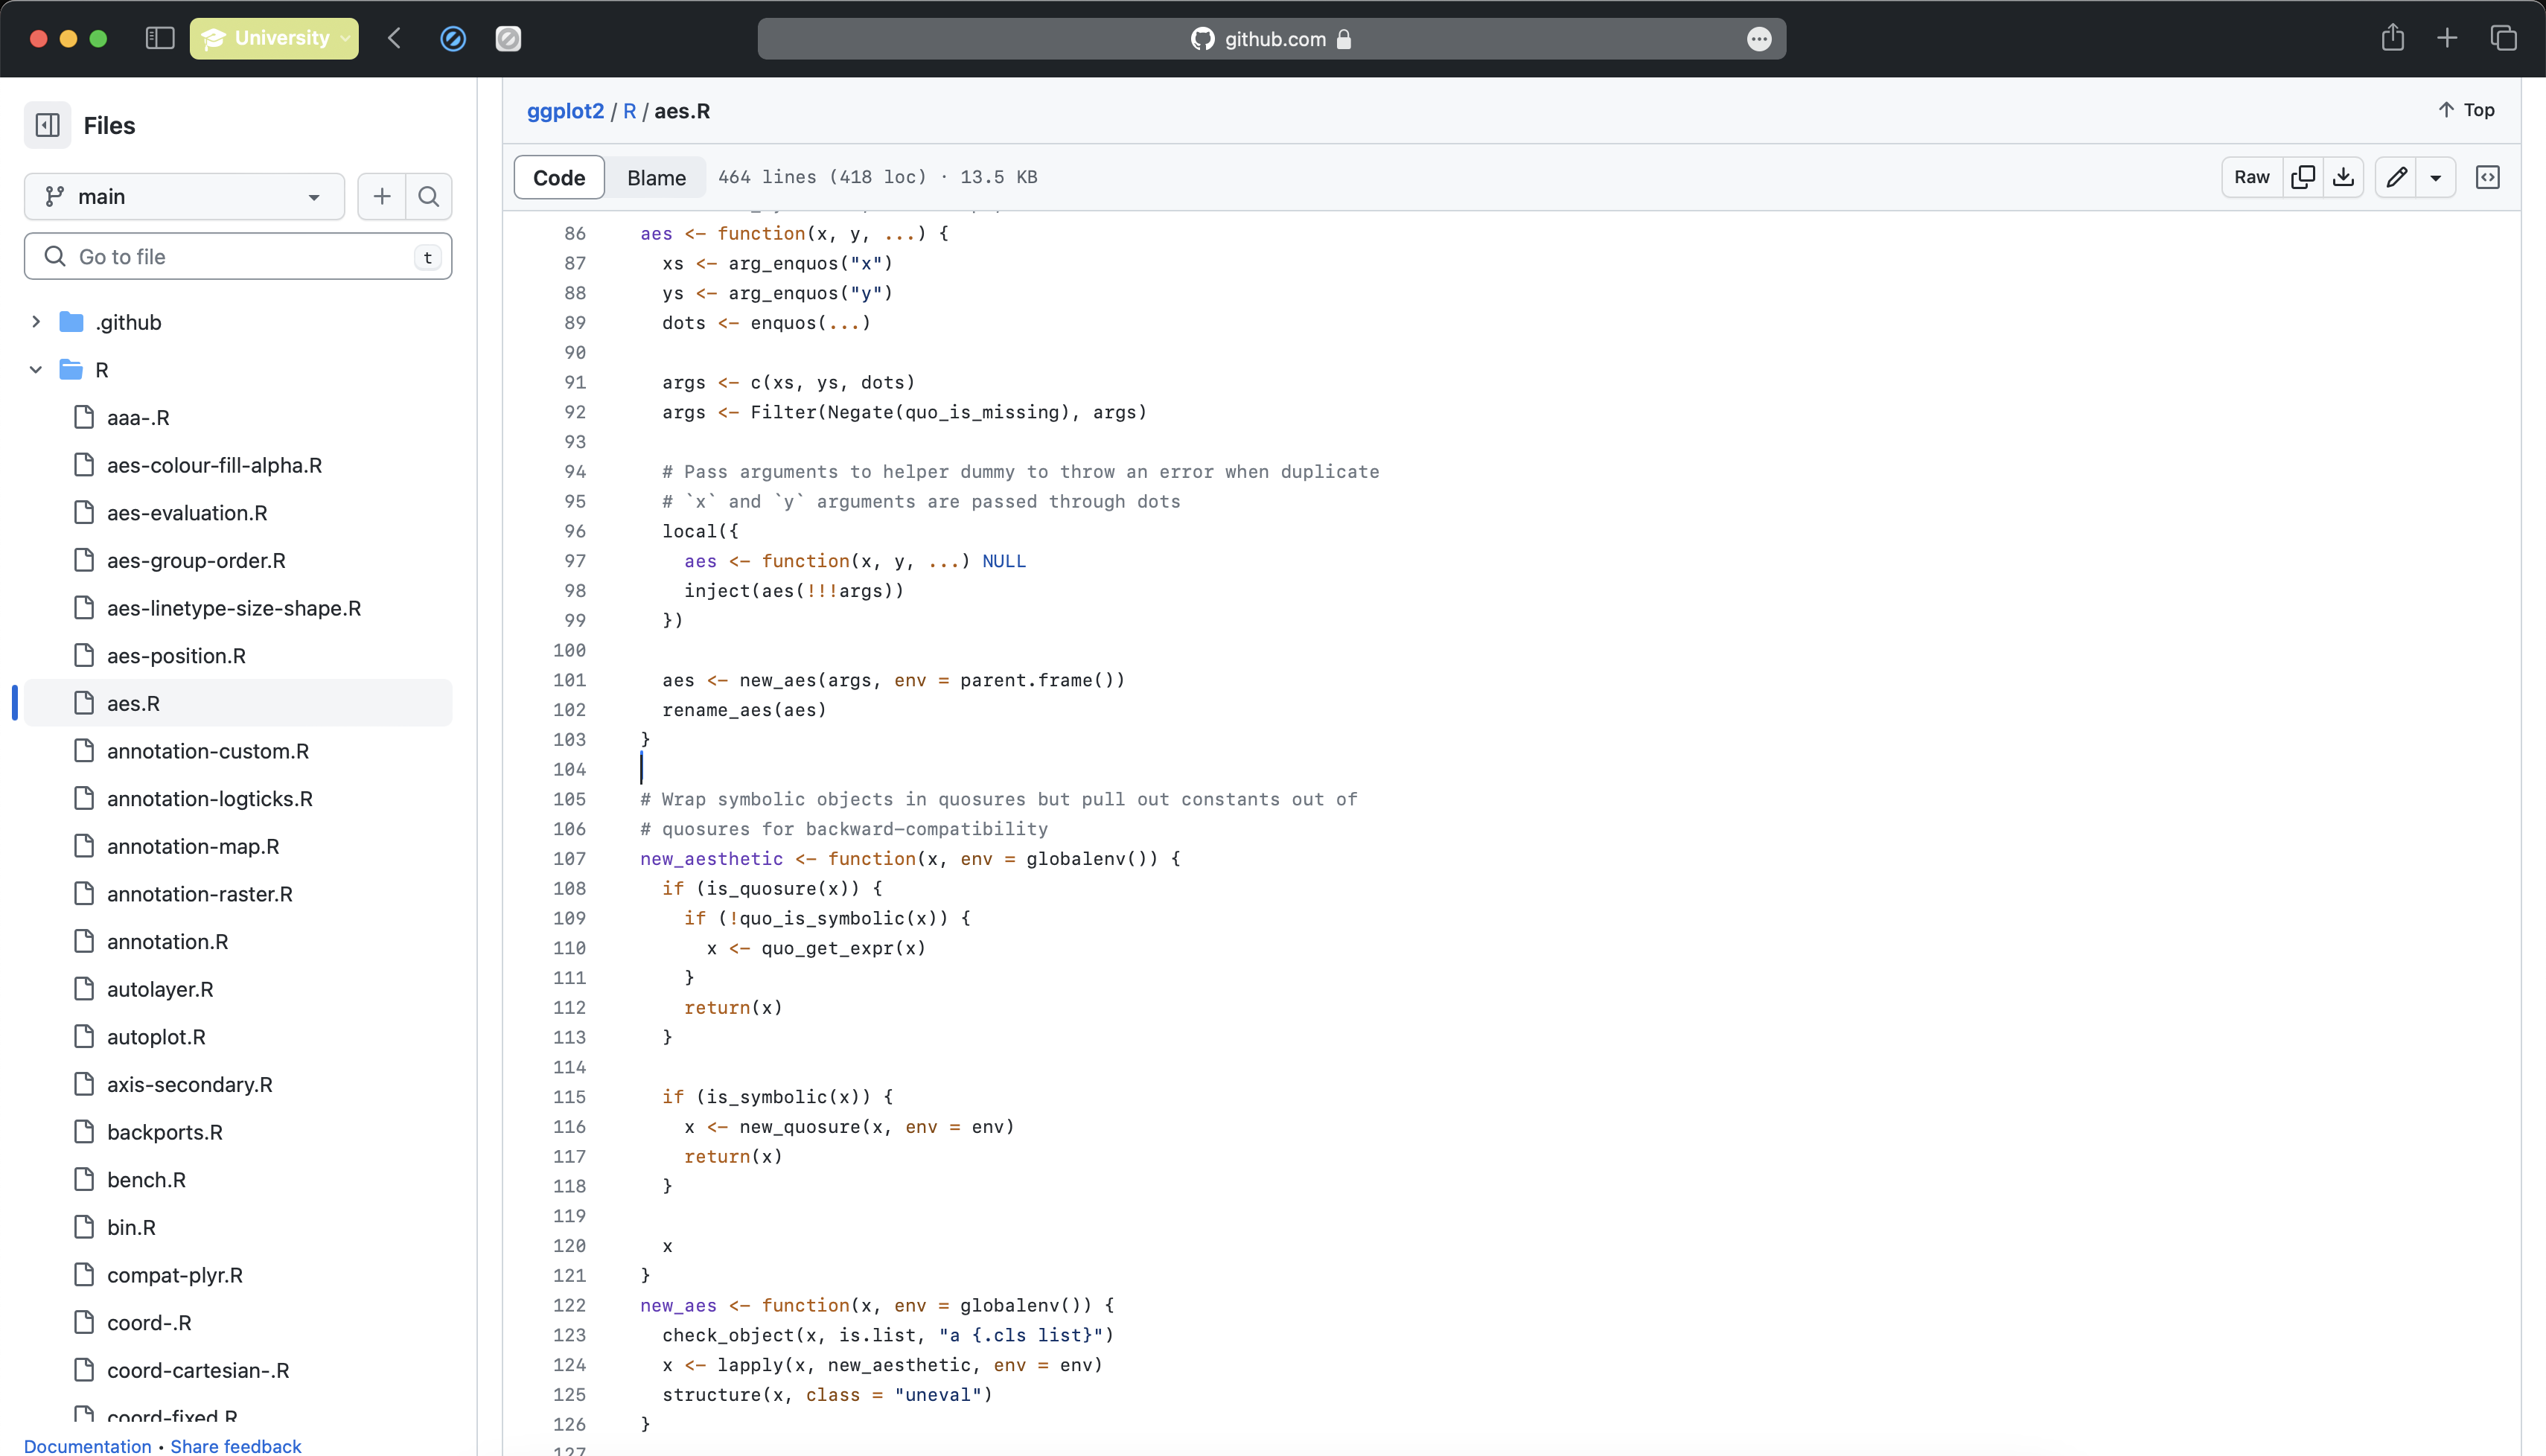 University
github.com
Files
main
Go to file
t
.github
R
aaa-.R
aes-colour-fill-alpha.R
aes-evaluation.R
aes-group-order.R
aes-linetype-size-shape.R
aes-position.R
aes.R
annotation-custom.R
annotation-logticks.R
annotation-map.R
annotation-raster.R
annotation.R
autolayer.R
autoplot.R
axis-secondary.R
backports.R
bench.R
bin.R
compat-plyr.R
coord-.R
coord-cartesian-.R
coord-fixed.R
Documentation • Share feedback
ggplot2 / R / aes.R
Top
Code Blame 464 lines (418 loc) · 13.5 KB
Raw
86 aes <- function(x, y, ...) {
87   xs <- arg_enquos("x")
88   ys <- arg_enquos("y")
89   dots <- enquos(...)
90
91   args <- c(xs, ys, dots)
92   args <- Filter(Negate(quo_is_missing), args)
93
94   # Pass arguments to helper dummy to throw an error when duplicate
95   # `x` and `y` arguments are passed through dots
96   local({
97     aes <- function(x, y, ...) NULL
98     inject(aes(!!!args))
99   })
100
101   aes <- new_aes(args, env = parent.frame())
102   rename_aes(aes)
103 }
104
105 # Wrap symbolic objects in quosures but pull out constants out of
106 # quosures for backward-compatibility
107 new_aesthetic <- function(x, env = globalenv()) {
108   if (is_quosure(x)) {
109     if (!quo_is_symbolic(x)) {
110       x <- quo_get_expr(x)
111     }
112     return(x)
113   }
114
115   if (is_symbolic(x)) {
116     x <- new_quosure(x, env = env)
117     return(x)
118   }
119
120   x
121 }
122 new_aes <- function(x, env = globalenv()) {
123   check_object(x, is.list, "a {.cls list}")
124   x <- lapply(x, new_aesthetic, env = env)
125   structure(x, class = "uneval")
126 }
127